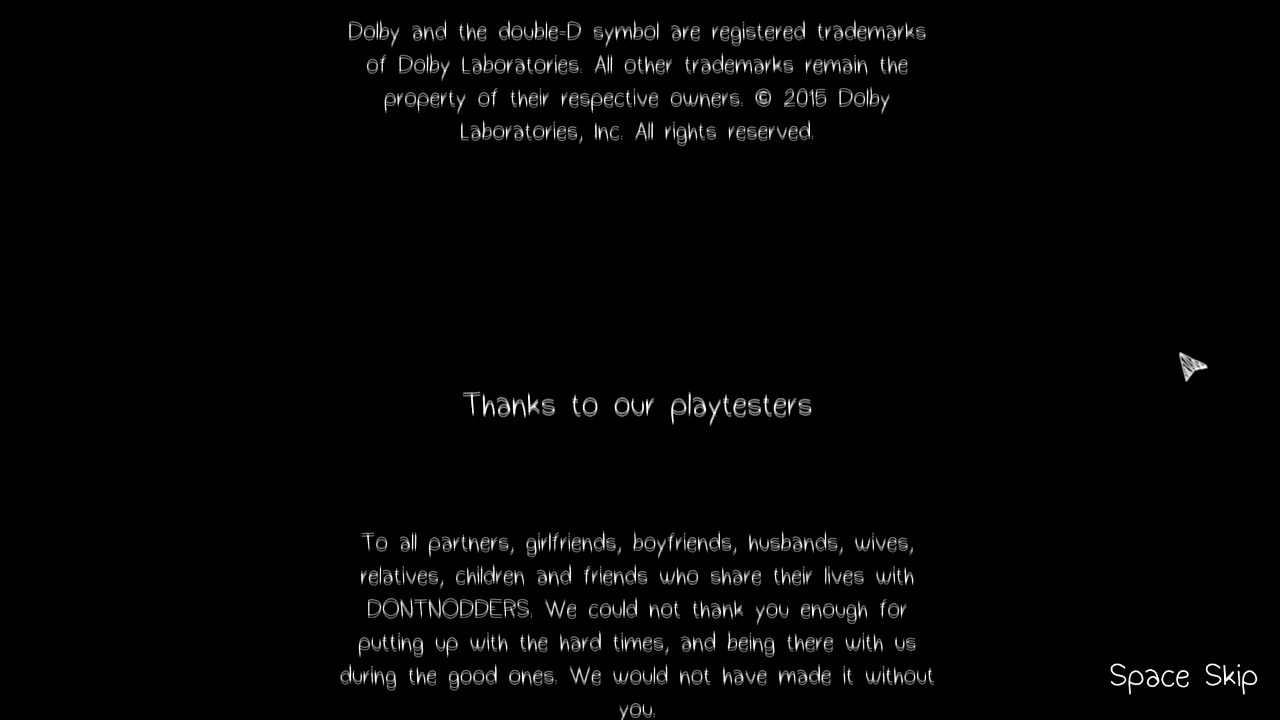 Dolby and the double-D symbol are registered trademarks
of Dolby Laboratories. All other trademarks remain the
property of their respective owners. © 2015 Dolby
Laboratories, Inc. All rights reserved.
Thanks to our playtesters
To all partners, girlfriends, boyfriends, husbands, wives,
relatives, children and friends who share their lives with
DONTNODDERS. We could not thank you enough for
putting up with the hard times, and being there with us
during the good ones. We would not have made it without
you.
Space Skip